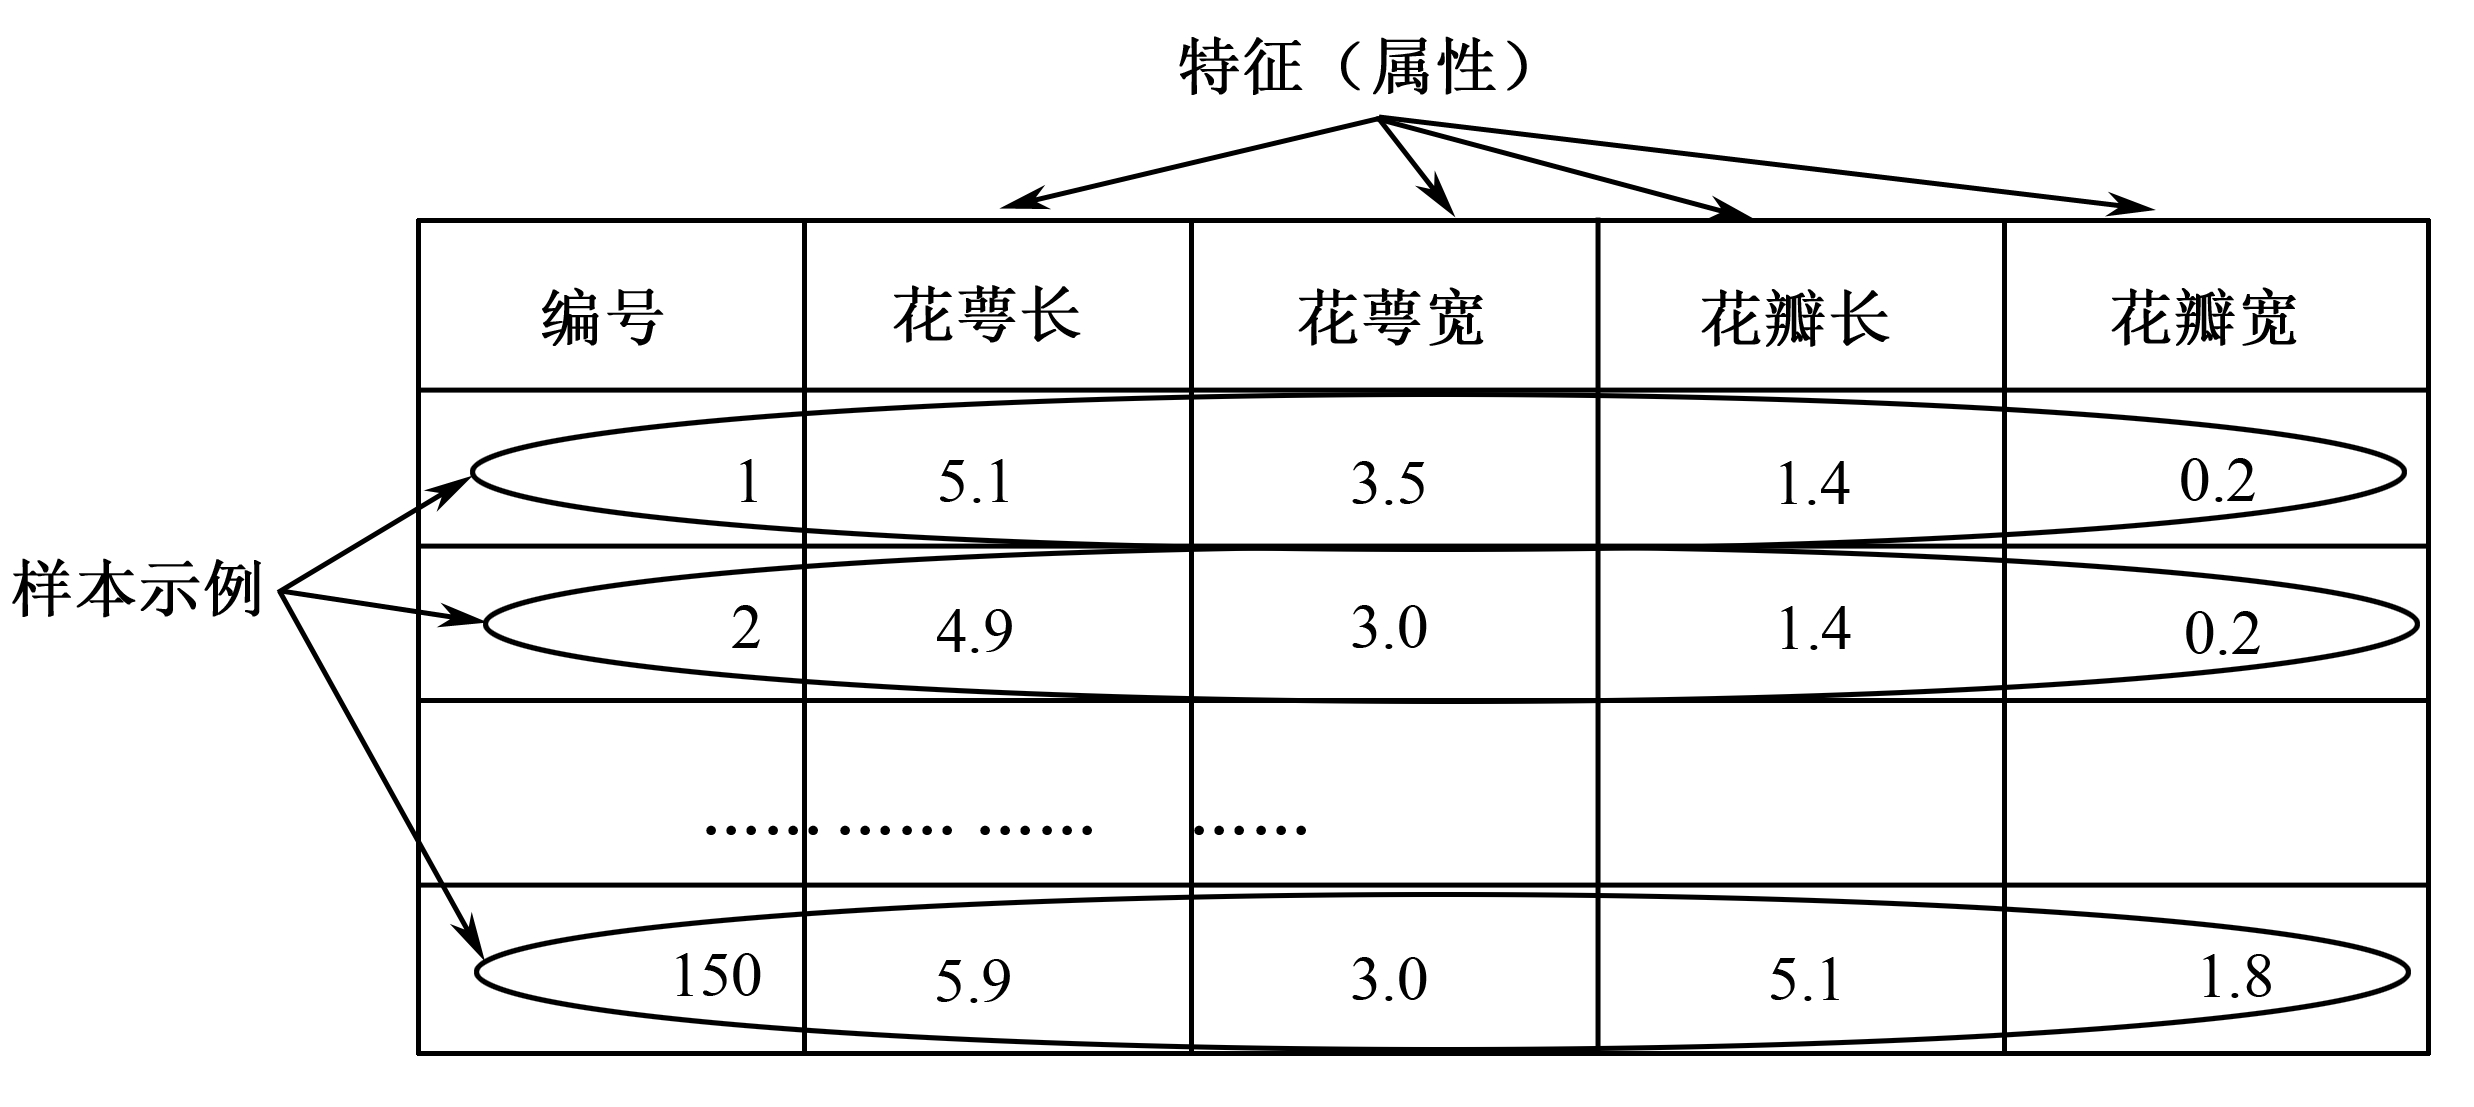 特征（属性）
编号 花萼长 花萼宽 花瓣长 花瓣宽
1 5.1 3.5 1.4 0.2
样本示例
2 4.9 3.0 1.4 0.2
…… …… …… ……
150 5.9 3.0 5.1 1.8